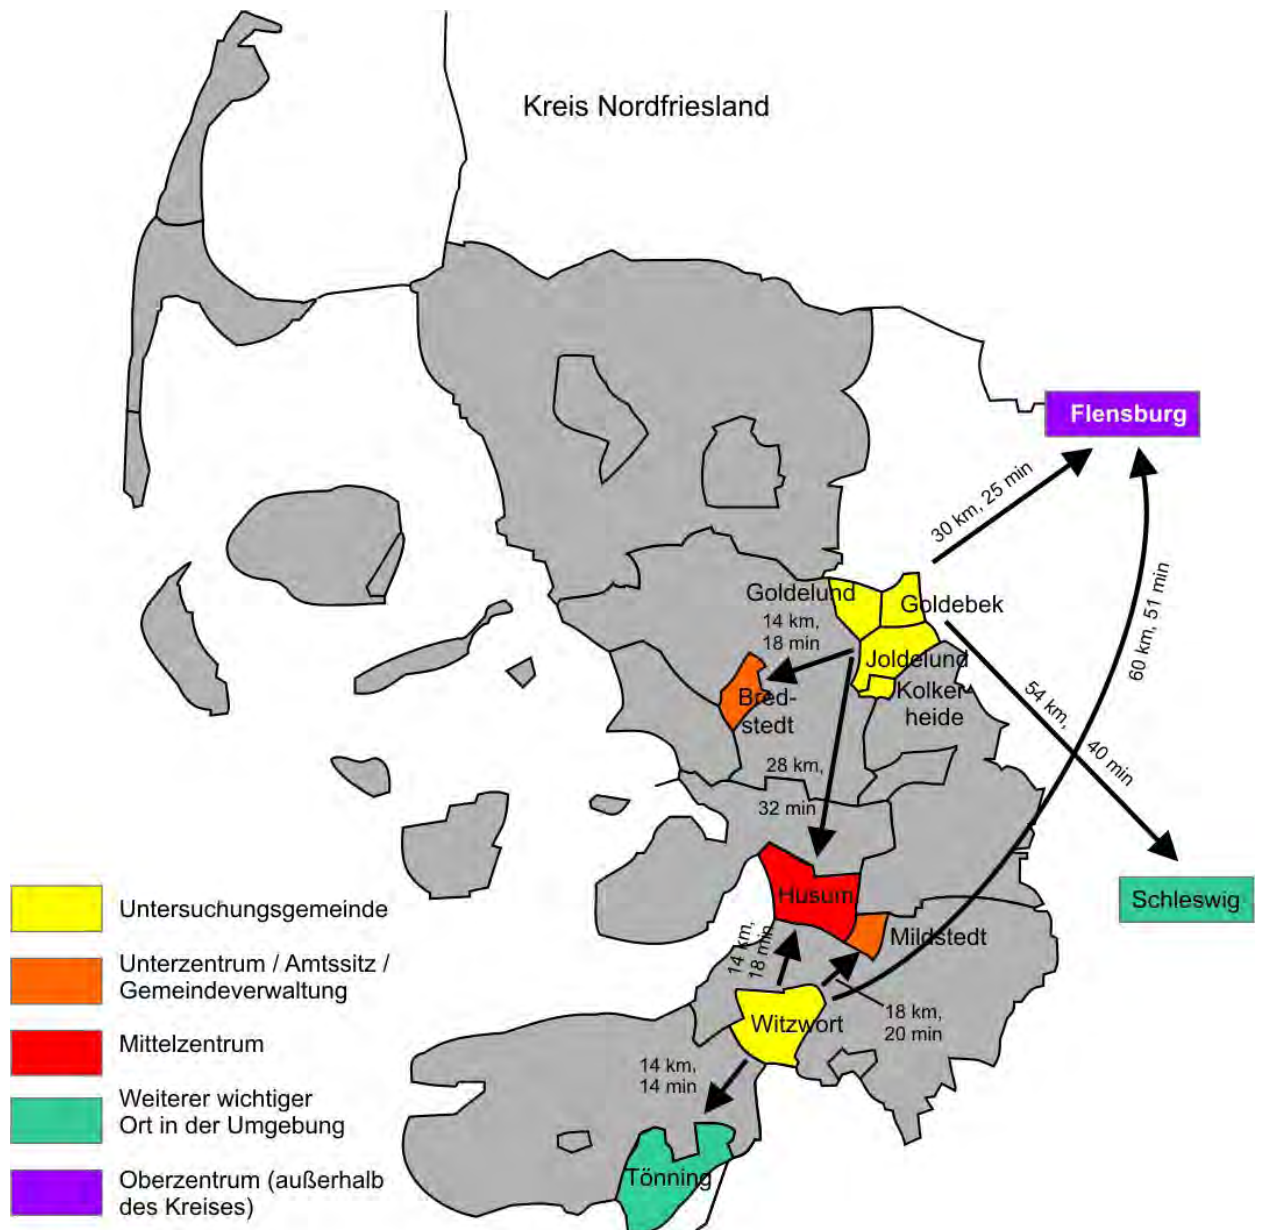 Kreis Nordfriesland
Flensburg
30 km, 25 min
60 km, 51 min
Goldelund
Goldebek
14 km,
18 min
Joldelund
Kolker-
heide
Bred-
stedt
54 km,
40 min
28 km,
32 min
Husum
Schleswig
Mildstedt
14 km,
18 min
Witzwort
18 km,
20 min
14 km,
14 min
Tönning
Untersuchungsgemeinde
Unterzentrum / Amtssitz /
Gemeindeverwaltung
Mittelzentrum
Weiterer wichtiger
Ort in der Umgebung
Oberzentrum (außerhalb
des Kreises)